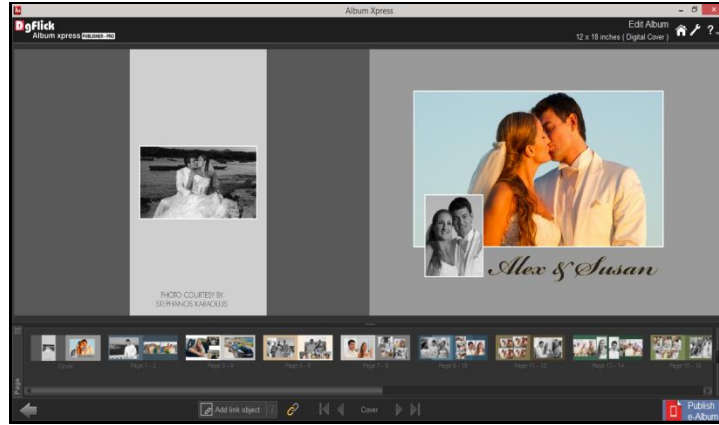 Album Xpress
DgFlick
Album xpress PUBLISHER-PRO
Edit Album
12 x 18 inches ( Digital Cover )
?
PHOTO COURTESY BY
STEPHANOS KARAOLUS
Alex & Susan
Page
Cover
Page 1 - 2
Page 3 - 4
Page 5 - 6
Page 7 - 8
Page 9 - 10
Page 11 - 12
Page 13 - 14
Page 15 - 16
Add link object
Cover
Publish
e-Album